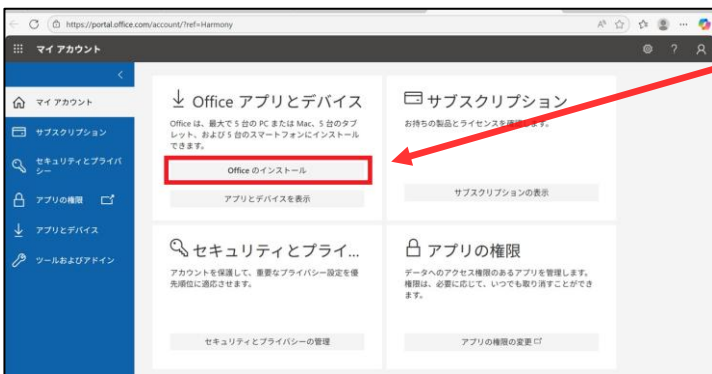 https://portal.office.com/account/?ref=Harmony
マイ アカウント
?
マイ アカウント
サブスクリプション
セキュリティとプライバ
シー
アプリの権限
アプリとデバイス
ツールおよびアドイン
Office アプリとデバイス
Office は、最大で 5 台の PC または Mac、5 台のタブ
レット、および 5 台のスマートフォンにインストール
できます。
Office のインストール
アプリとデバイスを表示
サブスクリプション
お持ちの製品とライセンスを確認します。
サブスクリプションの表示
セキュリティとプライ...
アカウントを保護して、重要なプライバシー設定を優
先順位に適応させます。
セキュリティとプライバシーの管理
アプリの権限
データへのアクセス権限のあるアプリを管理します。
権限は、必要に応じて、いつでも取り消すことができ
ます。
アプリの権限の変更